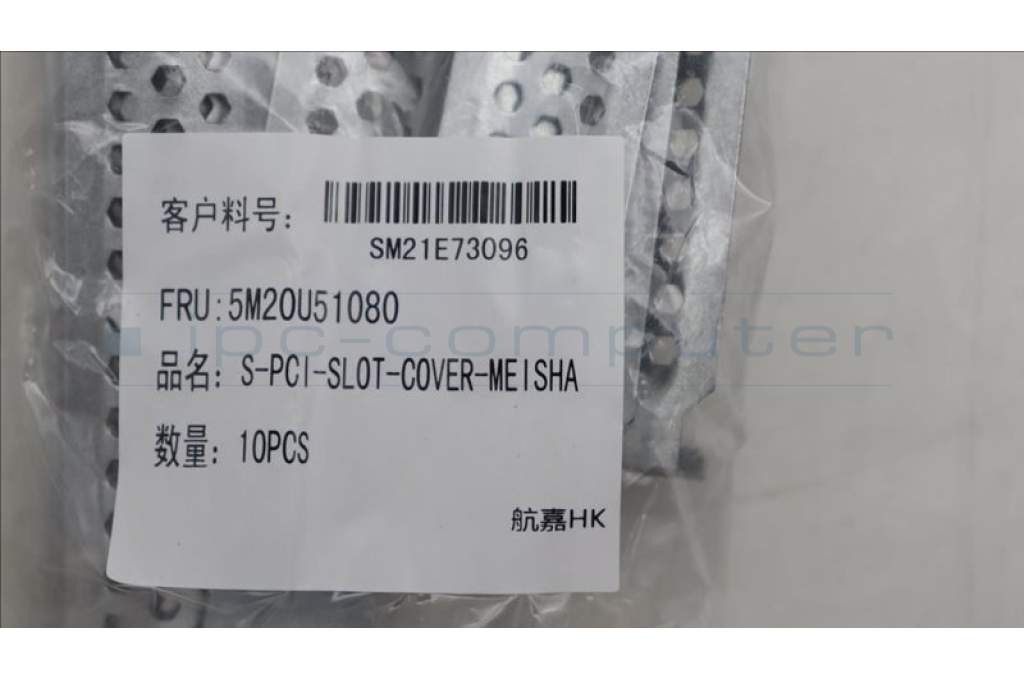 客户料号:
SM21E73096
FRU:5M20U51080
品名: S-PCI-SLOT-COVER-MEISHA
数量: 10PCS
航嘉HK
ipc-computer